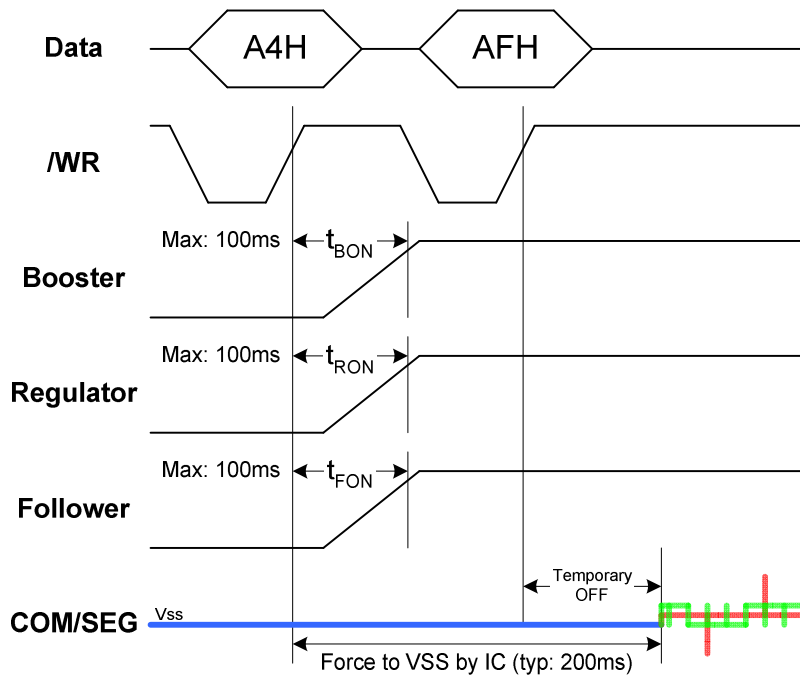 Data
A4H
AFH
/WR
Max: 100ms
tBON
Booster
Max: 100ms
tRON
Regulator
Max: 100ms
tFON
Follower
Temporary
OFF
COM/SEG
Vss
Force to VSS by IC (typ: 200ms)